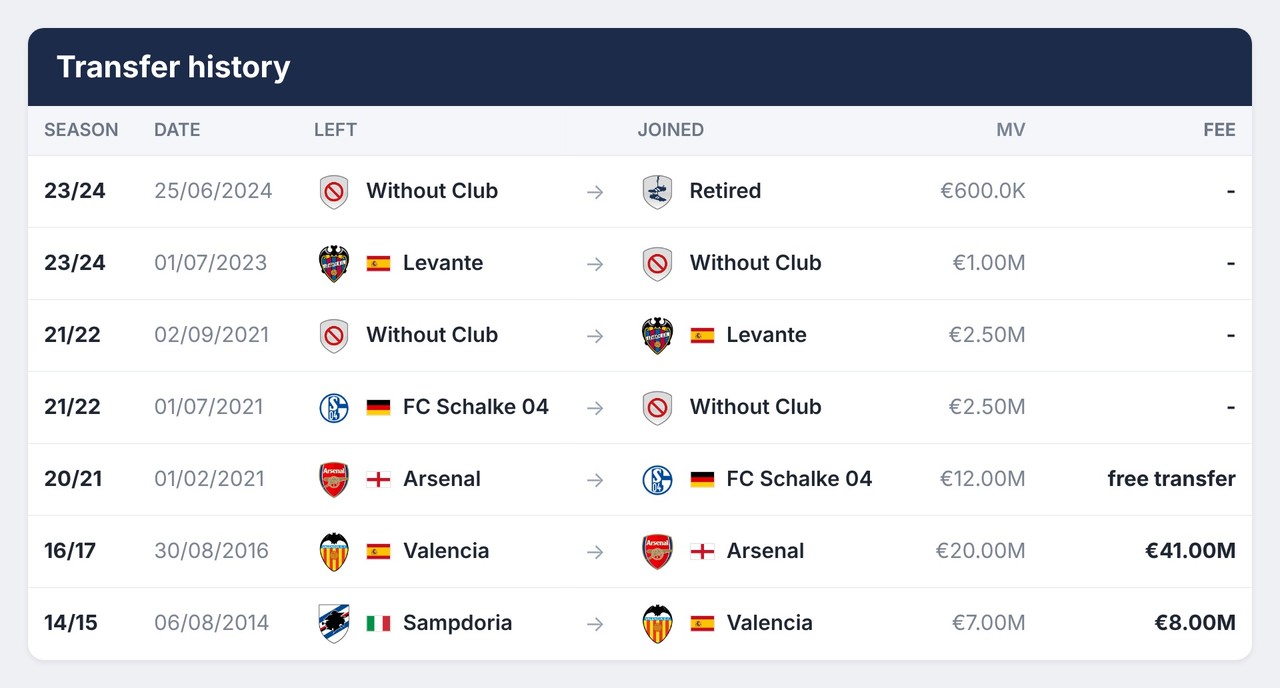 Transfer history
SEASON DATE LEFT JOINED MV FEE
23/24 25/06/2024 Without Club → Retired €600.0K -
23/24 01/07/2023 Levante → Without Club €1.00M -
21/22 02/09/2021 Without Club → Levante €2.50M -
21/22 01/07/2021 FC Schalke 04 → Without Club €2.50M -
20/21 01/02/2021 Arsenal → FC Schalke 04 €12.00M free transfer
16/17 30/08/2016 Valencia → Arsenal €20.00M €41.00M
14/15 06/08/2014 Sampdoria → Valencia €7.00M €8.00M